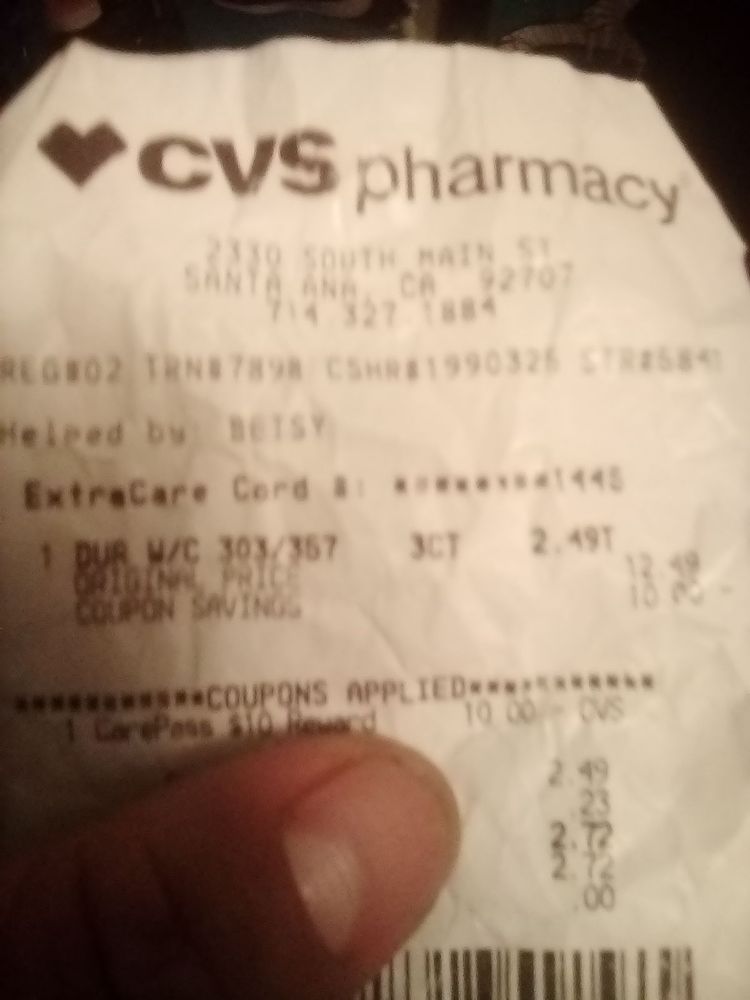 CVS pharmacy
2330 SOUTH MAIN ST
SANTA ANA, CA 92707
714 327 1884
REG#02 TRN#7898 CSHR#1990326 STR#5841
Helped by: BETSY
ExtraCare Card #: *********1445
1 DUR W/C 303/357 3CT 2.49T
ORIGINAL PRICE 12.49
COUPON SAVINGS 10.00-
***********COUPONS APPLIED***********
1 CarePass $10 Reward 10.00- CVS
2.49
.23
2.72
2.72
.00